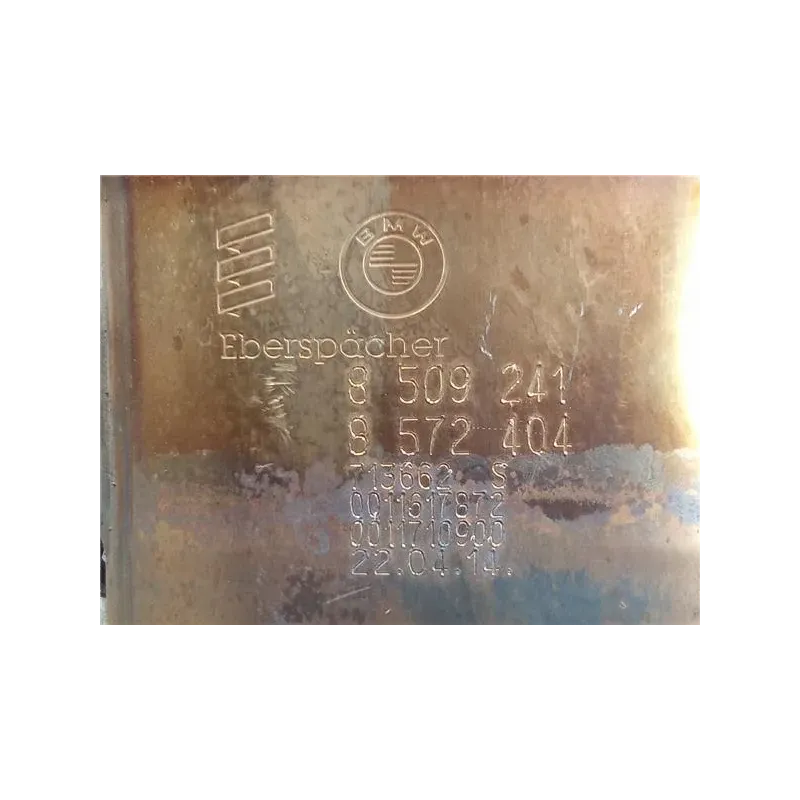 BMW
Eberspächer
8 509 241
8 572 404
713662 S
0011617872
0011710900
22.04.14.